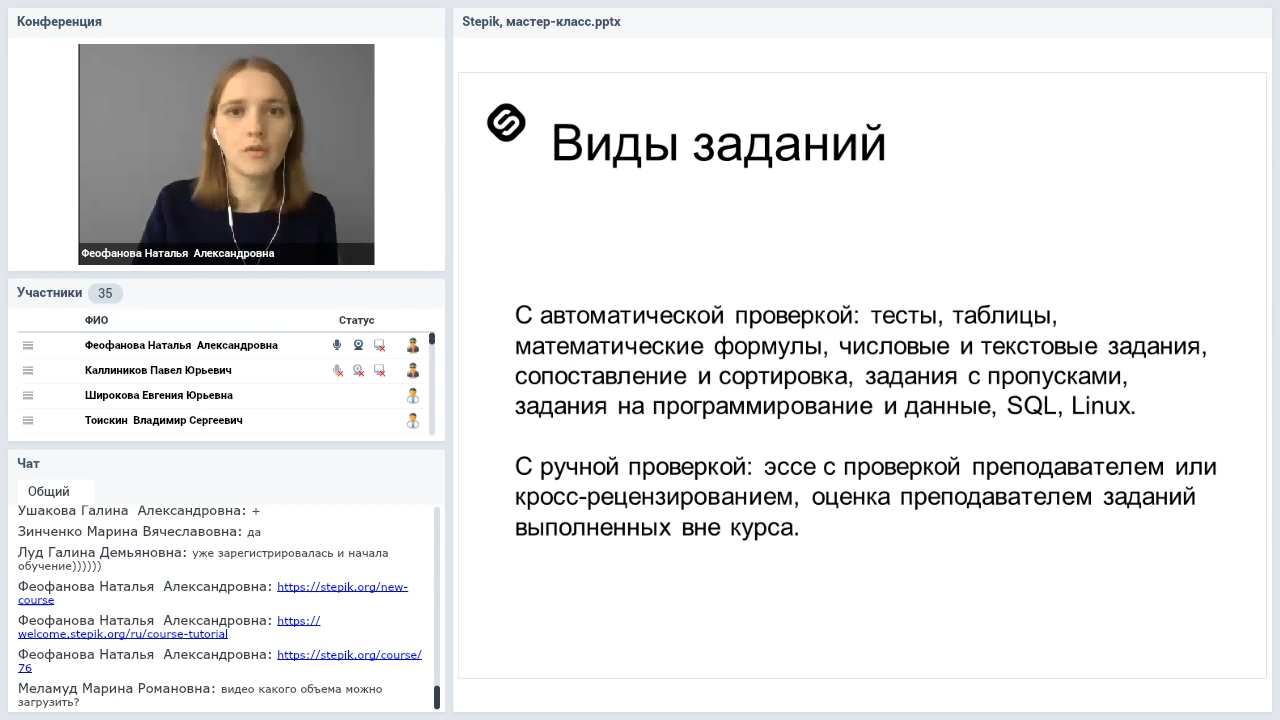 Конференция
Феофанова Наталья  Александровна
Участники 35
ФИО Статус
Феофанова Наталья  Александровна
Каллиников Павел Юрьевич
Широкова Евгения Юрьевна
Тоискин  Владимир Сергеевич
Чат
Общий
Ушакова Галина  Александровна: +
Зинченко Марина Вячеславовна: да
Луд Галина Демьяновна: уже зарегистрировалась и начала
обучение))))))
Феофанова Наталья  Александровна: https://stepik.org/new-
course
Феофанова Наталья  Александровна: https://
welcome.stepik.org/ru/course-tutorial
Феофанова Наталья  Александровна: https://stepik.org/course/
76
Меламуд Марина Романовна: видео какого объема можно
загрузить?
Stepik, мастер-класс.pptx
Виды заданий
С автоматической проверкой: тесты, таблицы,
математические формулы, числовые и текстовые задания,
сопоставление и сортировка, задания с пропусками,
задания на программирование и данные, SQL, Linux.
С ручной проверкой: эссе с проверкой преподавателем или
кросс-рецензированием, оценка преподавателем заданий
выполненных вне курса.